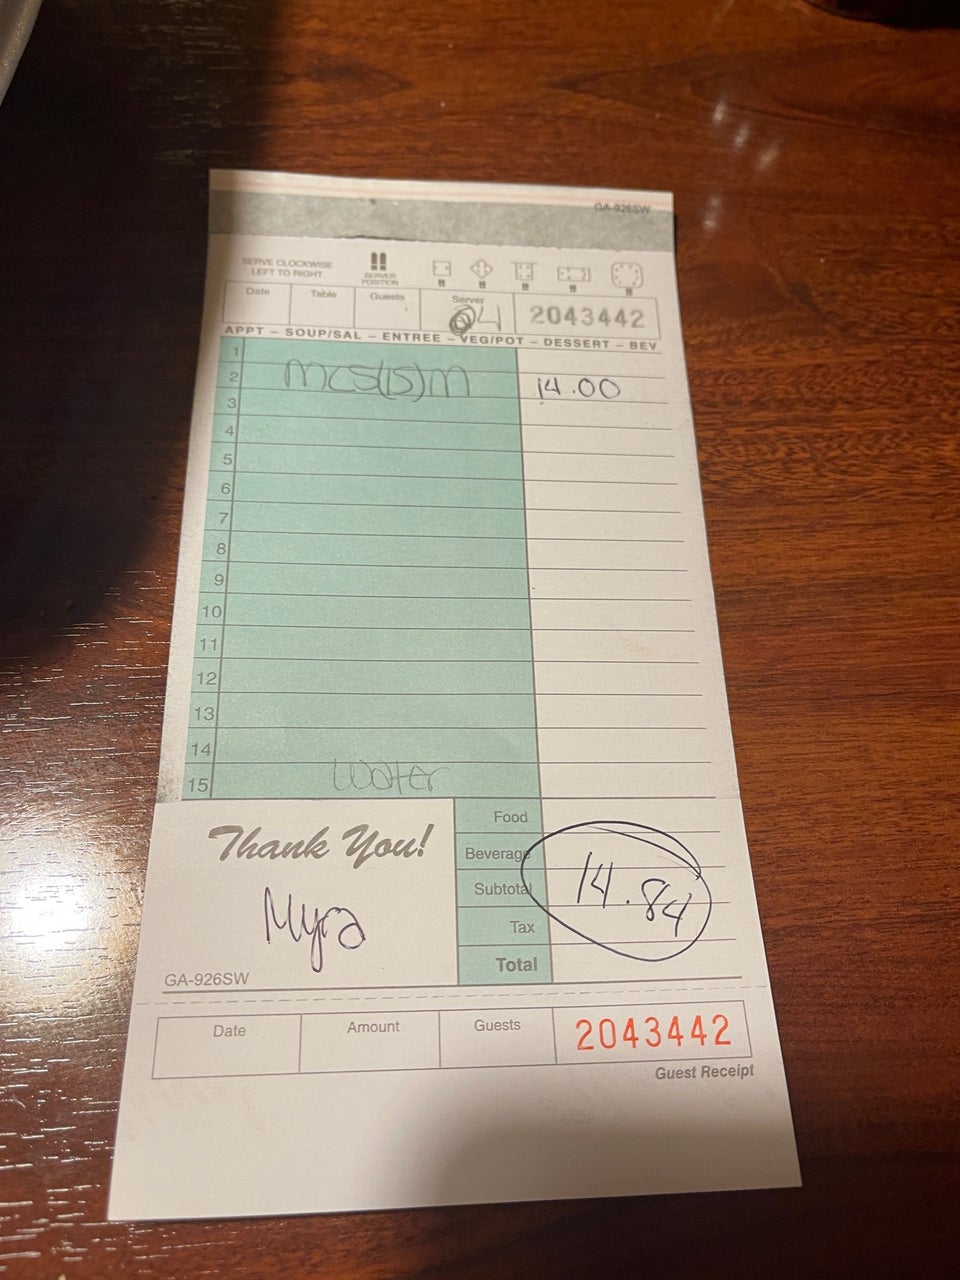 GA-926SW
SERVE CLOCKWISE
LEFT TO RIGHT
SERVER
POSITION
Date Table Guests Server 2043442
04
APPT – SOUP/SAL – ENTREE – VEG/POT – DESSERT – BEV
1
2 MCS(15)M 14.00
3
4
5
6
7
8
9
10
11
12
13
14
15 Water
Thank You!
Myra
GA-926SW
Food
Beverage
Subtotal
Tax
Total
14.84
Date Amount Guests 2043442
Guest Receipt